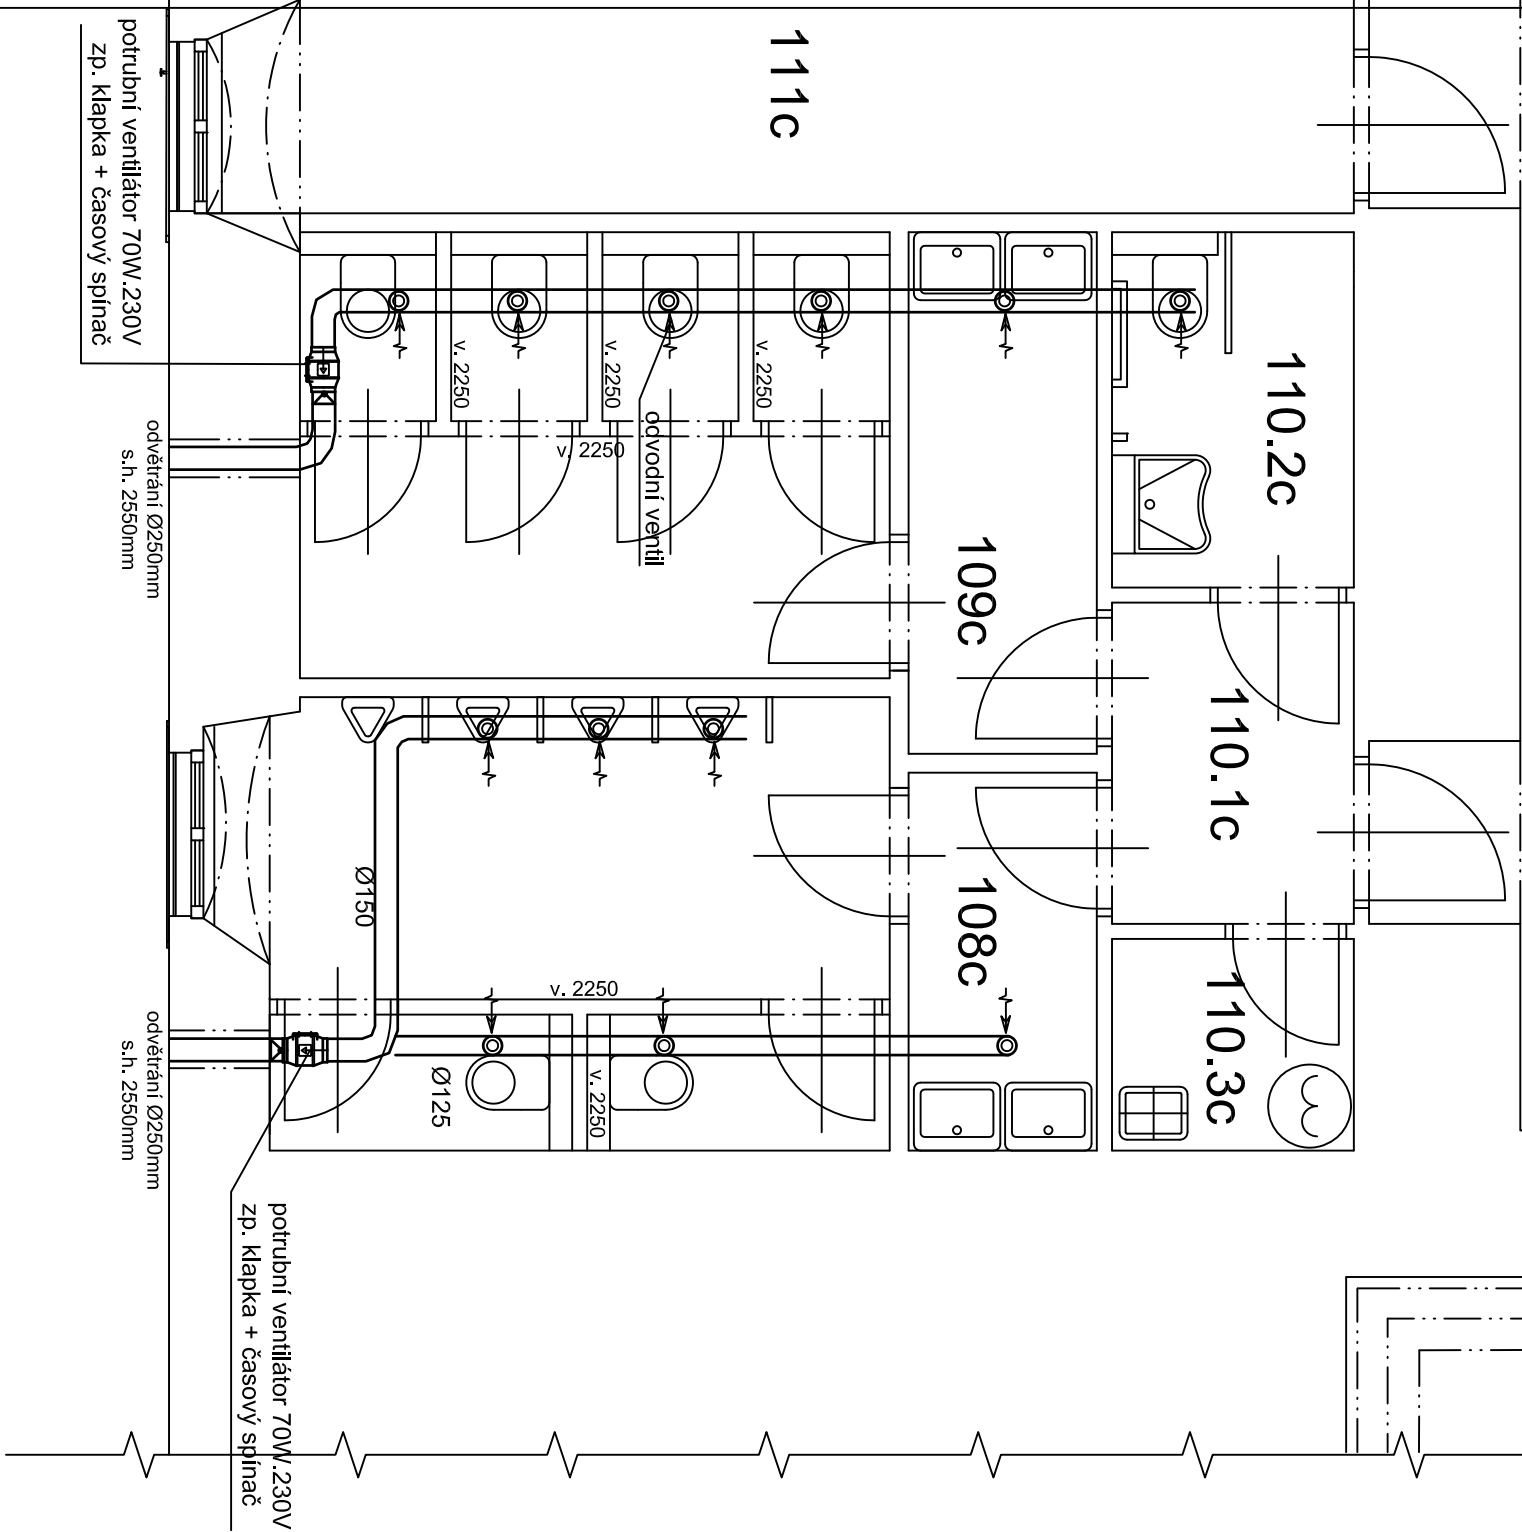 111c
potrubní ventilátor 70W.230V
zp. klapka + časový spínač
v. 2250
v. 2250
v. 2250
110.2c
odvodní ventil
v. 2250
odvětrání Ø250mm
s.h. 2550mm
109c
110.1c
Ø150
108c
110.3c
v. 2250
Ø125
v. 2250
odvětrání Ø250mm
s.h. 2550mm
potrubní ventilátor 70W.230V
zp. klapka + časový spínač